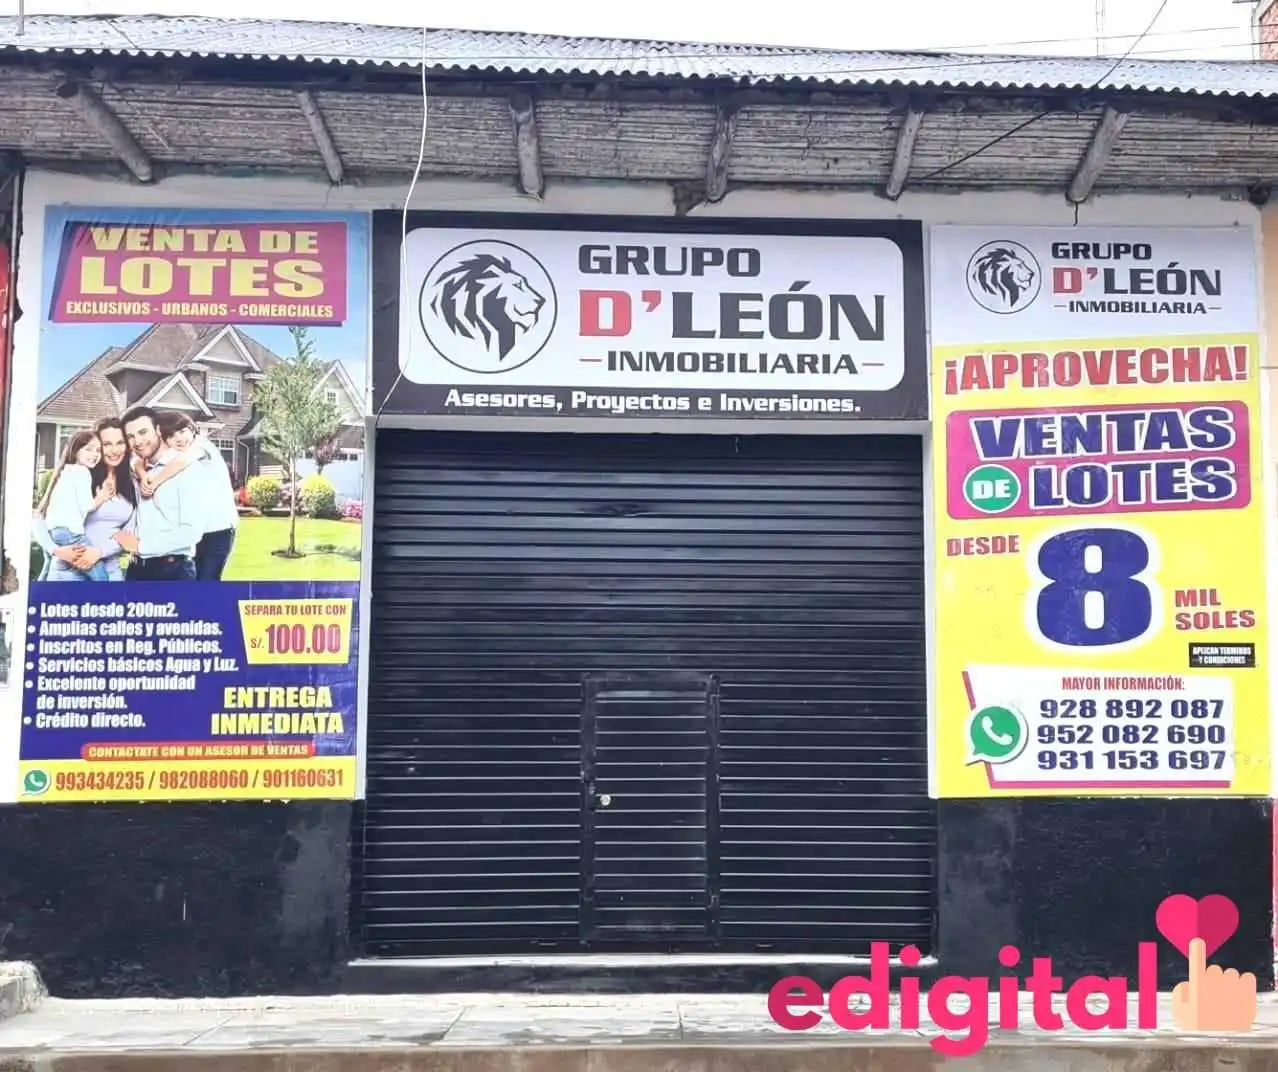 VENTA DE
LOTES
EXCLUSIVOS - URBANOS - COMERCIALES
• Lotes desde 200m2.
• Amplias calles y avenidas.
• Inscritos en Reg. Públicos.
• Servicios básicos Agua y Luz.
• Excelente oportunidad
de inversión.
• Crédito directo.
SEPARA TU LOTE CON
S/. 100.00
ENTREGA
INMEDIATA
CONTACTATE CON UN ASESOR DE VENTAS
993434235 / 982088060 / 901160631
GRUPO
D'LEÓN
INMOBILIARIA
Asesores, Proyectos e Inversiones.
GRUPO
D'LEÓN
INMOBILIARIA
¡APROVECHA!
VENTAS
DE LOTES
DESDE
8
MIL
SOLES
APLICAN TERMINOS
Y CONDICIONES
MAYOR INFORMACIÓN:
928 892 087
952 082 690
931 153 697
edigital